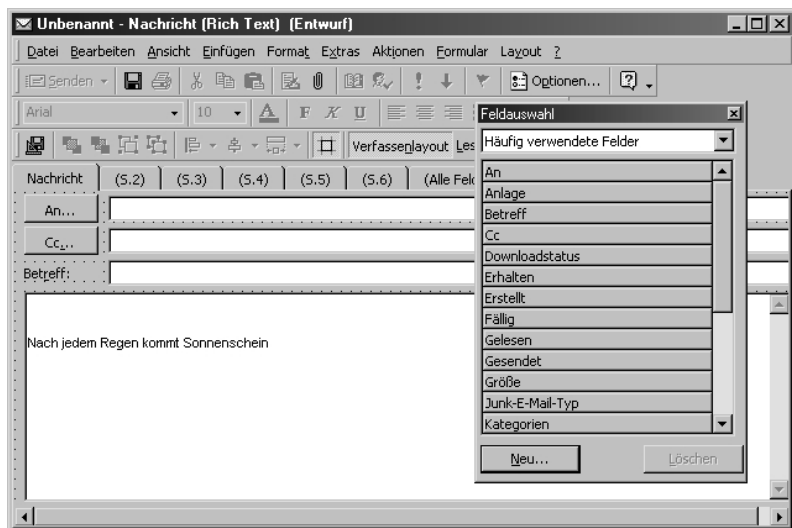 Unbenannt - Nachricht (Rich Text) (Entwurf)
Datei Bearbeiten Ansicht Einfügen Format Extras Aktionen Formular Layout ?
Senden Optionen...
Arial 10 A F K U
Verfassenlayout Les
Nachricht (S.2) (S.3) (S.4) (S.5) (S.6) (Alle Feld
An...
Cc...
Betreff:
Nach jedem Regen kommt Sonnenschein
Feldauswahl
Häufig verwendete Felder
An
Anlage
Betreff
Cc
Downloadstatus
Erhalten
Erstellt
Fällig
Gelesen
Gesendet
Größe
Junk-E-Mail-Typ
Kategorien
Neu... Löschen